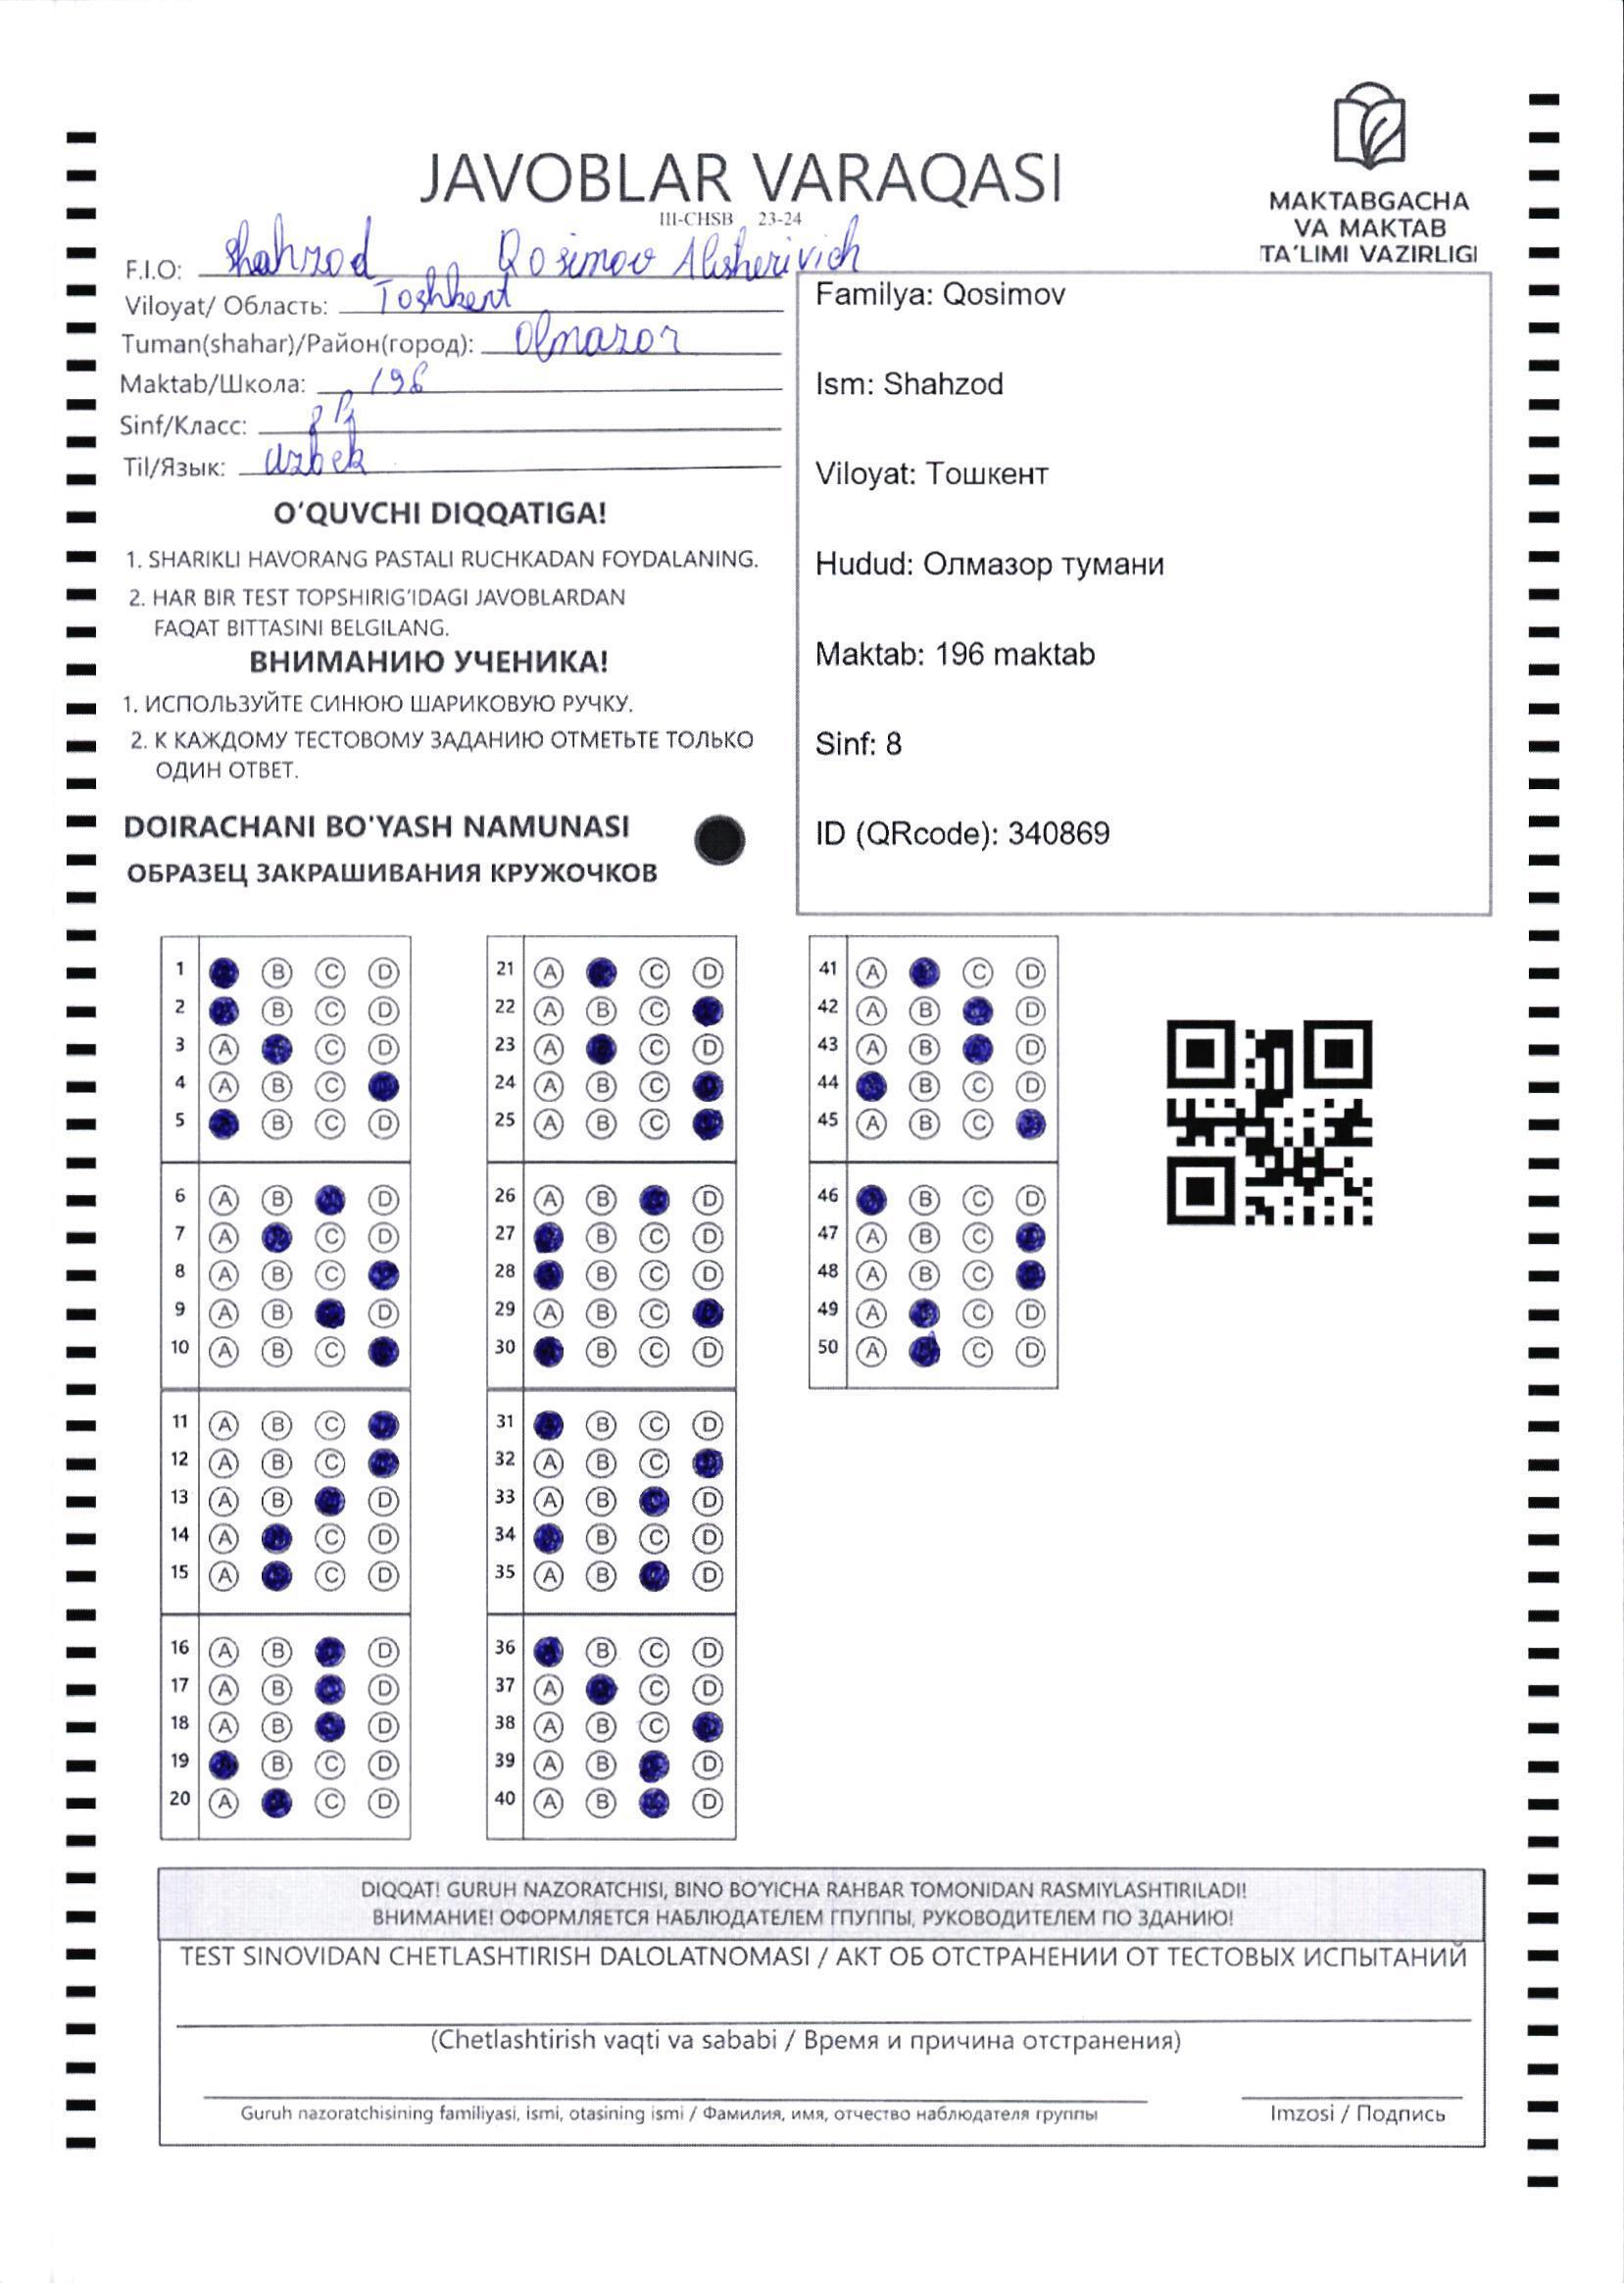 JAVOBLAR VARAQASI
III-CHSB 23-24
MAKTABGACHA
VA MAKTAB
TA'LIMI VAZIRLIGI
F.I.O: Shahzod Qosimov Alisherivich
Viloyat/ Область: Toshkent
Tuman(shahar)/Район(город): Olmazor
Maktab/Школа: 196
Sinf/Класс: 8
Til/Язык: Uzbek
O'QUVCHI DIQQATIGA!
1. SHARIKLI HAVORANG PASTALI RUCHKADAN FOYDALANING.
2. HAR BIR TEST TOPSHIRIG'IDAGI JAVOBLARDAN
FAQAT BITTASINI BELGILANG.
ВНИМАНИЮ УЧЕНИКА!
1. ИСПОЛЬЗУЙТЕ СИНЮЮ ШАРИКОВУЮ РУЧКУ.
2. К КАЖДОМУ ТЕСТОВОМУ ЗАДАНИЮ ОТМЕТЬТЕ ТОЛЬКО
ОДИН ОТВЕТ.
DOIRACHANI BO'YASH NAMUNASI
ОБРАЗЕЦ ЗАКРАШИВАНИЯ КРУЖОЧКОВ
Familya: Qosimov
Ism: Shahzod
Viloyat: Тошкент
Hudud: Олмазор тумани
Maktab: 196 maktab
Sinf: 8
ID (QRcode): 340869
1 B C D
2 B C D
3 A C D
4 A B C
5 B C D
6 A B D
7 A C D
8 A B C
9 A B D
10 A B C
11 A B C
12 A B C
13 A B D
14 A C D
15 A C D
16 A B D
17 A B D
18 A B D
19 B C D
20 A C D
21 A C D
22 A B C
23 A C D
24 A B C
25 A B C
26 A B D
27 B C D
28 B C D
29 A B C
30 B C D
31 B C D
32 A B C
33 A B D
34 B C D
35 A B D
36 B C D
37 A C D
38 A B C
39 A B D
40 A B D
41 A C D
42 A B D
43 A B D
44 B C D
45 A B C
46 B C D
47 A B C
48 A B C
49 A C D
50 A C D
DIQQAT! GURUH NAZORATCHISI, BINO BO'YICHA RAHBAR TOMONIDAN RASMIYLASHTIRILADI!
ВНИМАНИЕ! ОФОРМЛЯЕТСЯ НАБЛЮДАТЕЛЕМ ГПУППЫ, РУКОВОДИТЕЛЕМ ПО ЗДАНИЮ!
TEST SINOVIDAN CHETLASHTIRISH DALOLATNOMASI / АКТ ОБ ОТСТРАНЕНИИ ОТ ТЕСТОВЫХ ИСПЫТАНИЙ
(Chetlashtirish vaqti va sababi / Время и причина отстранения)
Guruh nazoratchisining familiyasi, ismi, otasining ismi / Фамилия, имя, отчество наблюдателя группы
Imzosi / Подпись